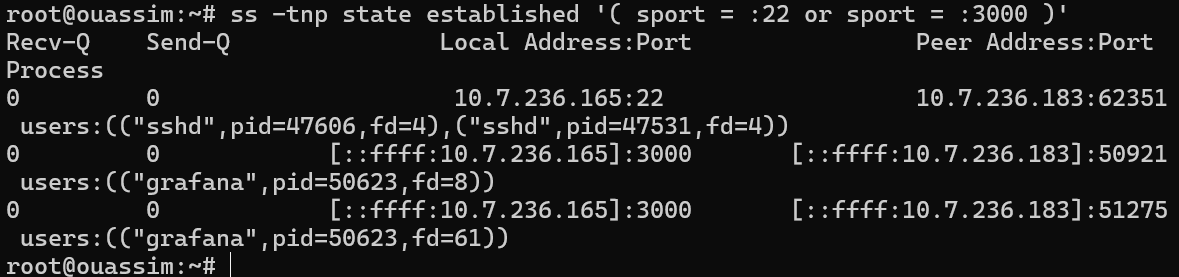 root@ouassim:~# ss -tnp state established '( sport = :22 or sport = :3000 )'
Recv-Q    Send-Q                       Local Address:Port                                Peer Address:Port
Process
0         0                             10.7.236.165:22                                  10.7.236.183:62351
 users:(("sshd",pid=47606,fd=4),("sshd",pid=47531,fd=4))
0         0                    [::ffff:10.7.236.165]:3000                       [::ffff:10.7.236.183]:50921
 users:(("grafana",pid=50623,fd=8))
0         0                    [::ffff:10.7.236.165]:3000                       [::ffff:10.7.236.183]:51275
 users:(("grafana",pid=50623,fd=61))
root@ouassim:~#